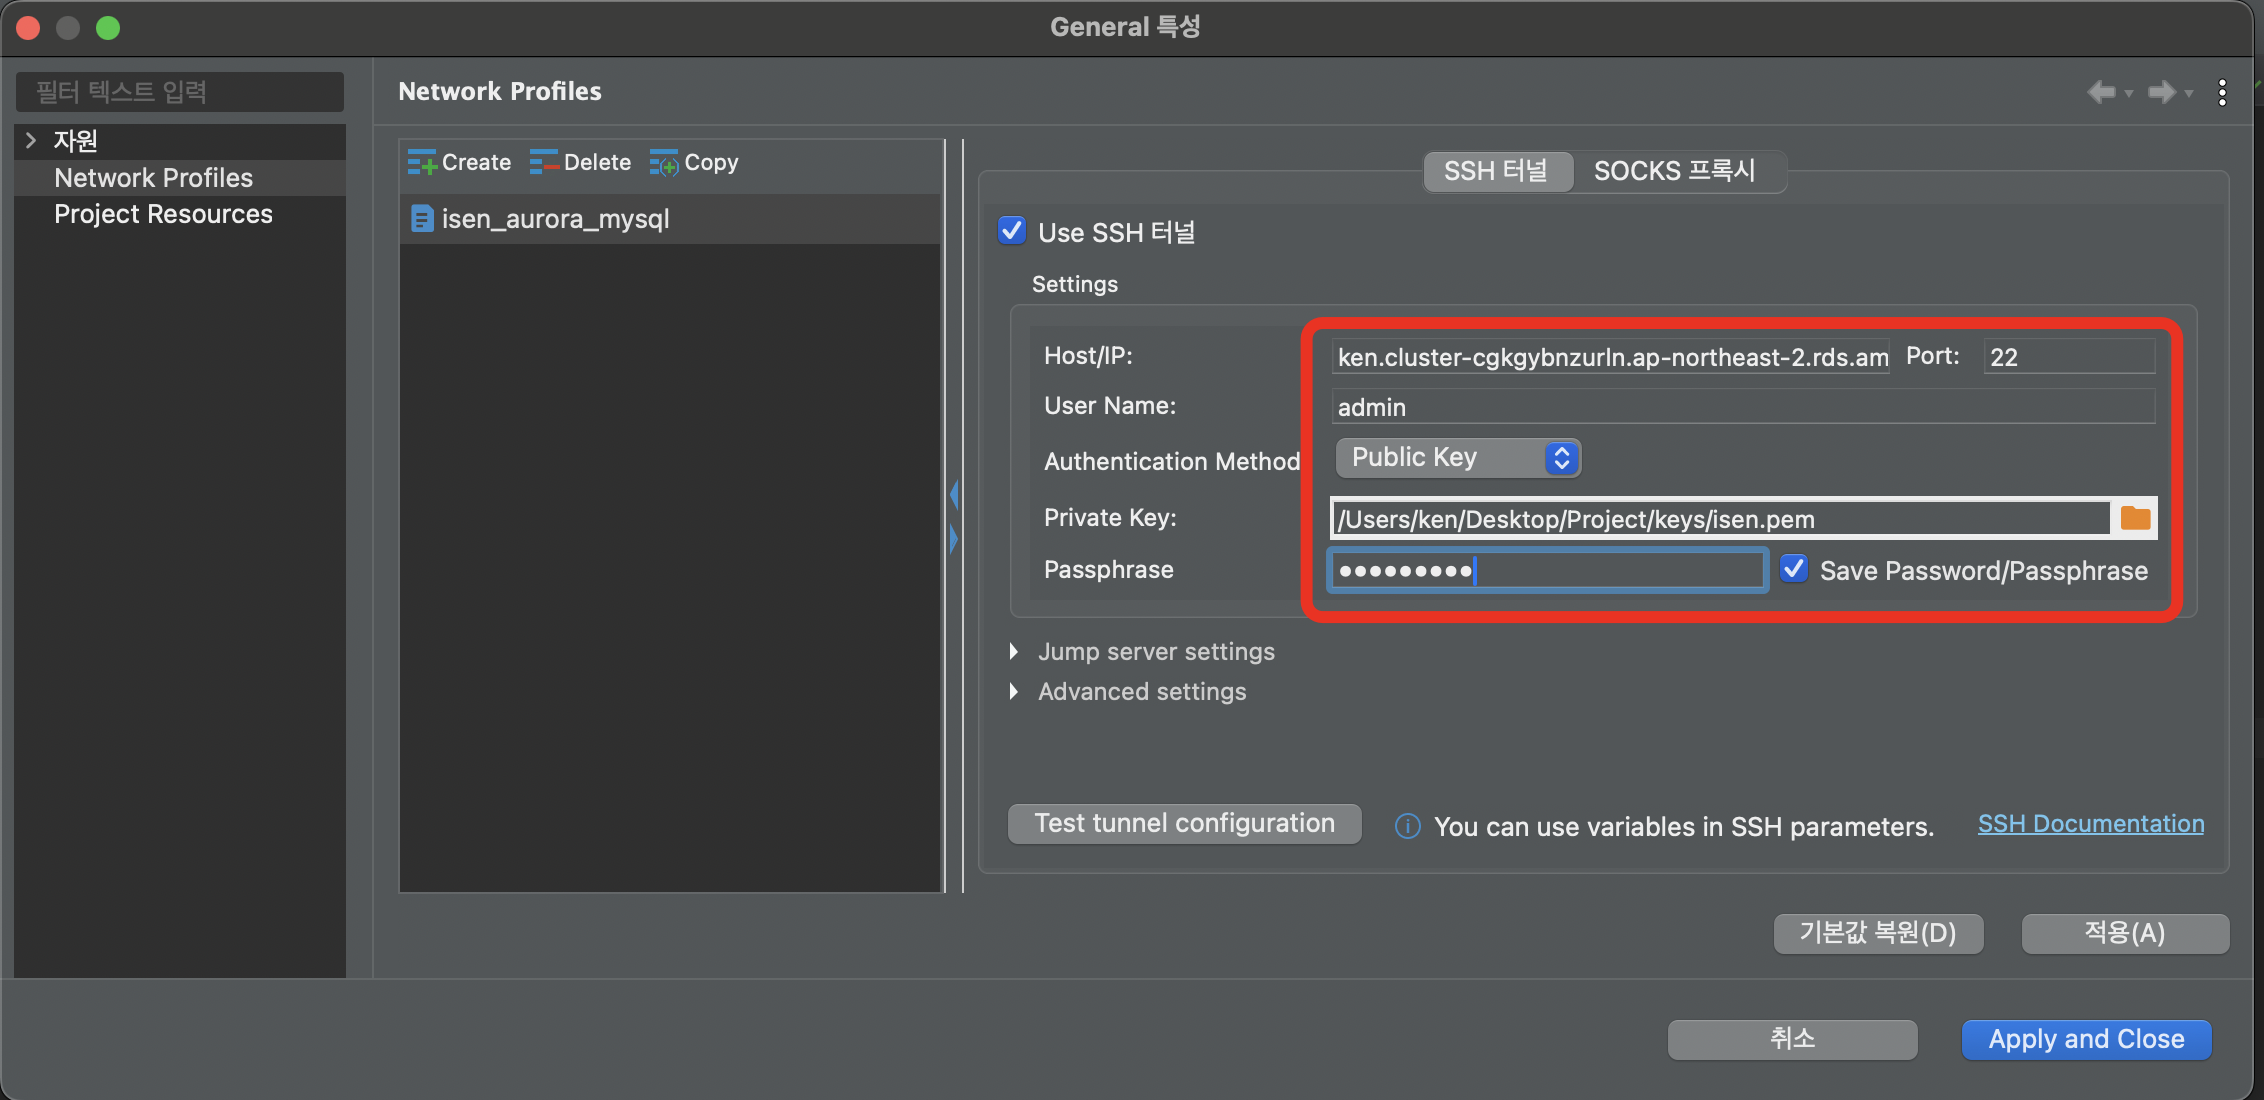 General 특성
필터 텍스트 입력
자원
Network Profiles
Project Resources
Network Profiles
Create Delete Copy
isen_aurora_mysql
SSH 터널 SOCKS 프록시
Use SSH 터널
Settings
Host/IP: ken.cluster-cgkgybnzurln.ap-northeast-2.rds.am Port: 22
User Name: admin
Authentication Method Public Key
Private Key: /Users/ken/Desktop/Project/keys/isen.pem
Passphrase ●●●●●●●●● Save Password/Passphrase
Jump server settings
Advanced settings
Test tunnel configuration You can use variables in SSH parameters. SSH Documentation
기본값 복원(D) 적용(A)
취소 Apply and Close